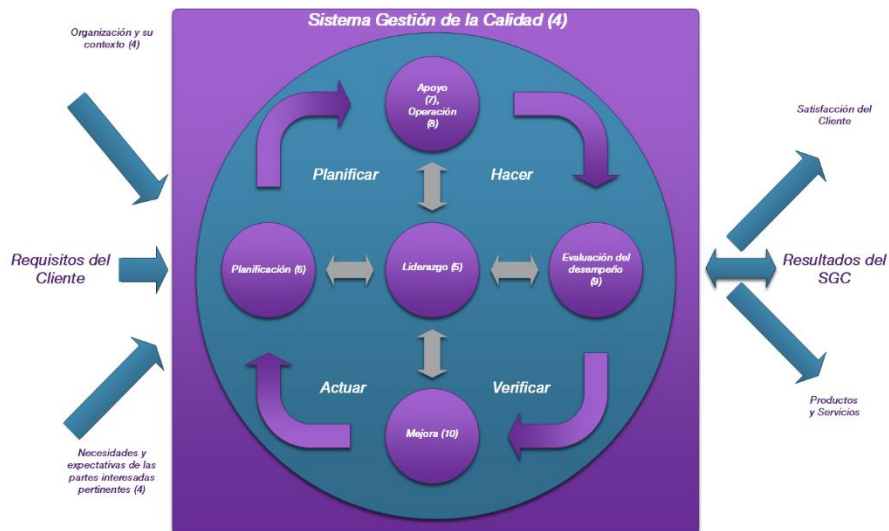 Sistema Gestión de la Calidad (4)
Organización y su
contexto (4)
Requisitos del
Cliente
Necesidades y
expectativas de las
partes interesadas
pertinentes (4)
Apoyo
(7),
Operación
(8)
Planificar
Hacer
Planificación (6)
Liderazgo (5)
Evaluación del
desempeño
(9)
Actuar
Verificar
Mejora (10)
Satisfacción del
Cliente
Resultados del
SGC
Productos
y Servicios